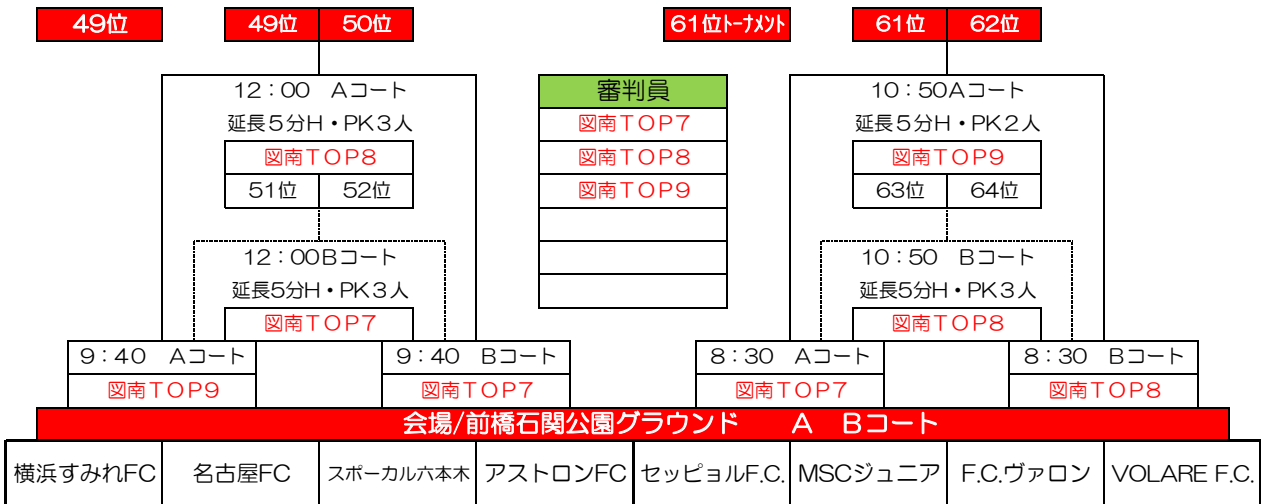 49位 49位 50位 61位トーナメント 61位 62位
12:00 Aコート 審判員 10:50Aコート
延長5分H・PK3人 図南TOP7 延長5分H・PK2人
図南TOP8 図南TOP8 図南TOP9
51位 52位 図南TOP9 63位 64位
12:00Bコート 10:50 Bコート
延長5分H・PK3人 延長5分H・PK3人
図南TOP7 図南TOP8
9:40 Aコート 9:40 Bコート 8:30 Aコート 8:30 Bコート
図南TOP9 図南TOP7 図南TOP7 図南TOP8
会場/前橋石関公園グラウンド A Bコート
横浜すみれFC 名古屋FC スポーカル六本木 アストロンFC セッピョルF.C. MSCジュニア F.C.ヴァロン VOLARE F.C.